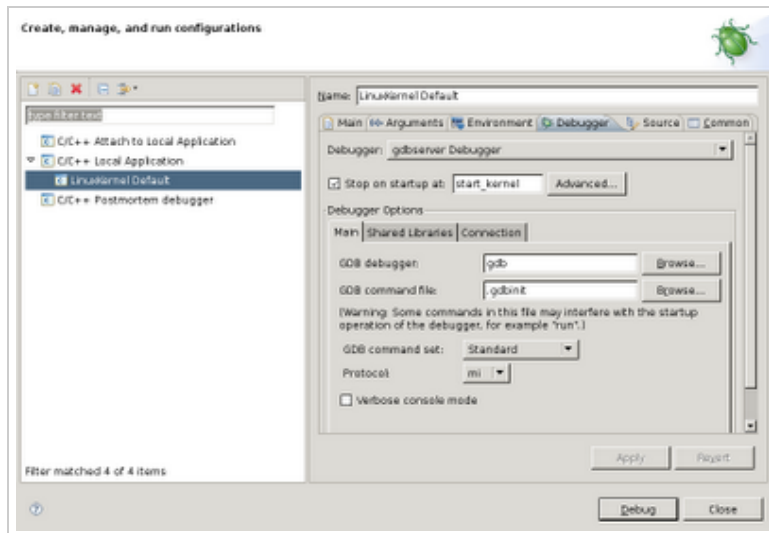 Create, manage, and run configurations
type filter text
C/C++ Attach to Local Application
C/C++ Local Application
LinuxKernel Default
C/C++ Postmortem debugger
Filter matched 4 of 4 items
Name: LinuxKernel Default
Main Arguments Environment Debugger Source Common
Debugger: gdbserver Debugger
Stop on startup at: start_kernel Advanced...
Debugger Options
Main Shared Libraries Connection
GDB debugger: gdb Browse...
GDB command file: .gdbinit Browse...
(Warning: Some commands in this file may interfere with the startup
operation of the debugger, for example "run".)
GDB command set: Standard
Protocol: mi
Verbose console mode
Apply Revert
Debug Close